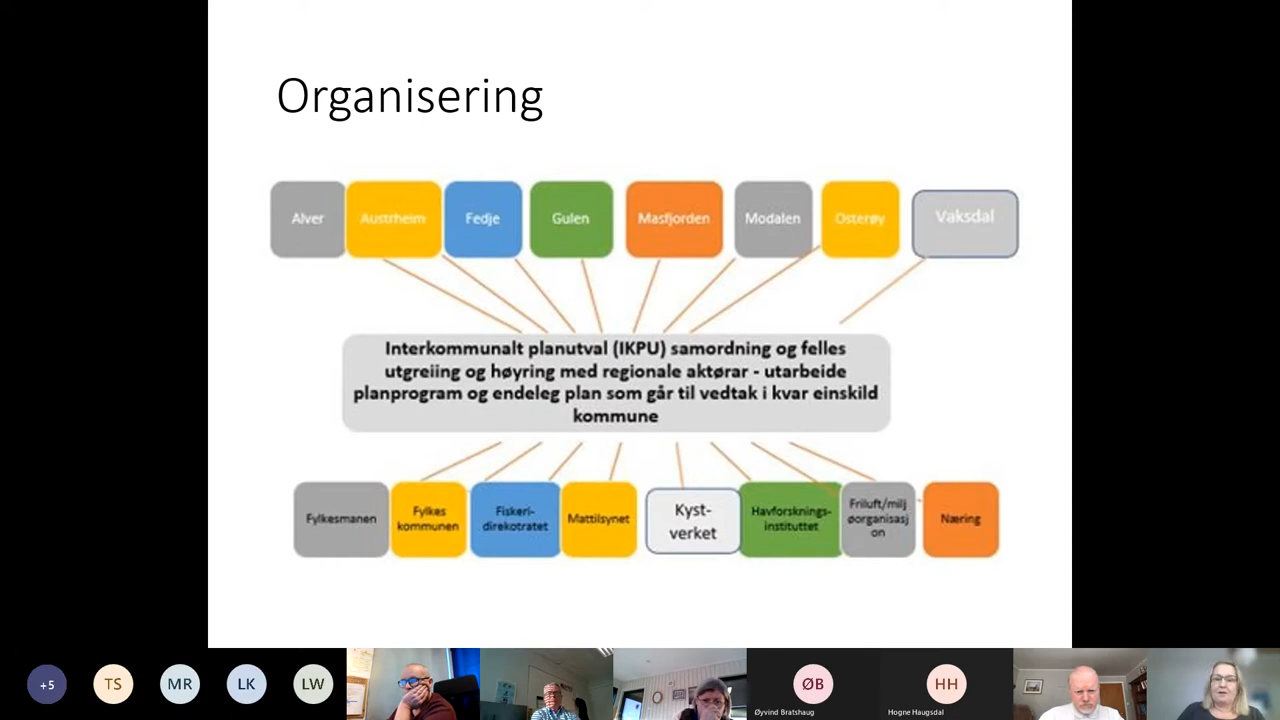 Organisering
Alver
Austrheim
Fedje
Gulen
Masfjorden
Modalen
Osterøy
Vaksdal
Interkommunalt planutval (IKPU) samordning og felles
utgreiing og høyring med regionale aktørar - utarbeide
planprogram og endeleg plan som går til vedtak i kvar einskild
kommune
Fylkesmanen
Fylkes
kommunen
Fiskeri-
direkotratet
Mattilsynet
Kyst-
verket
Havforsknings-
instituttet
Friluft/milj
øorganisasj
on
Næring
+5
TS
MR
LK
LW
ØB
Øyvind Bratshaug
HH
Hogne Haugsdal